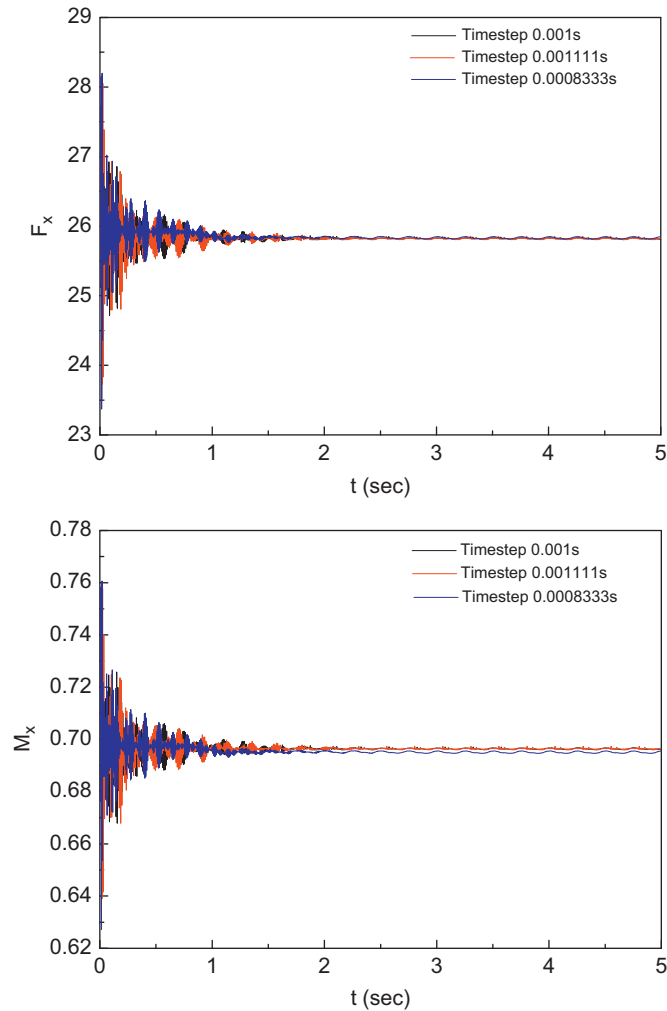 29
28
27
26
25
24
23
F_x
Timestep 0.001s
Timestep 0.001111s
Timestep 0.0008333s
0 1 2 3 4 5
t (sec)
0.78
0.76
0.74
0.72
0.70
0.68
0.66
0.64
0.62
M_x
Timestep 0.001s
Timestep 0.001111s
Timestep 0.0008333s
0 1 2 3 4 5
t (sec)